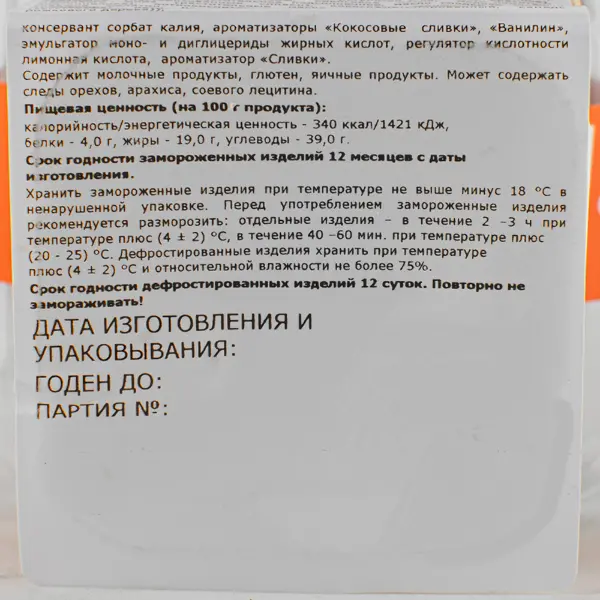 консервант сорбат калия, ароматизаторы «Кокосовые сливки», «Ванилин»,
эмульгатор моно- и диглицериды жирных кислот, регулятор кислотности
лимонная кислота, ароматизатор «Сливки».
Содержит молочные продукты, глютен, яичные продукты. Может содержать
следы орехов, арахиса, соевого лецитина.
Пищевая ценность (на 100 г продукта):
калорийность/энергетическая ценность - 340 ккал/1421 кДж,
белки - 4,0 г, жиры - 19,0 г, углеводы - 39,0 г.
Срок годности замороженных изделий 12 месяцев с даты
изготовления.
Хранить замороженные изделия при температуре не выше минус 18 ºС в
ненарушенной упаковке. Перед употреблением замороженные изделия
рекомендуется разморозить: отдельные изделия – в течение 2 –3 ч при
температуре плюс (4 ± 2) ºС, в течение 40 –60 мин. при температуре плюс
(20 - 25) ºС. Дефростированные изделия хранить при температуре
плюс (4 ± 2) ºС и относительной влажности не более 75%.
Срок годности дефростированных изделий 12 суток. Повторно не
замораживать!
ДАТА ИЗГОТОВЛЕНИЯ И
УПАКОВЫВАНИЯ:
ГОДЕН ДО:
ПАРТИЯ №: